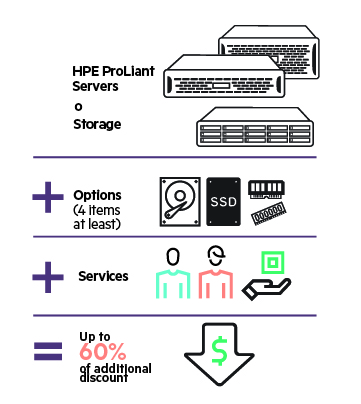 HPE ProLiant
Servers
o
Storage
Options
(4 items
at least)
SSD
Services
Up to
60%
of additional
discount
$